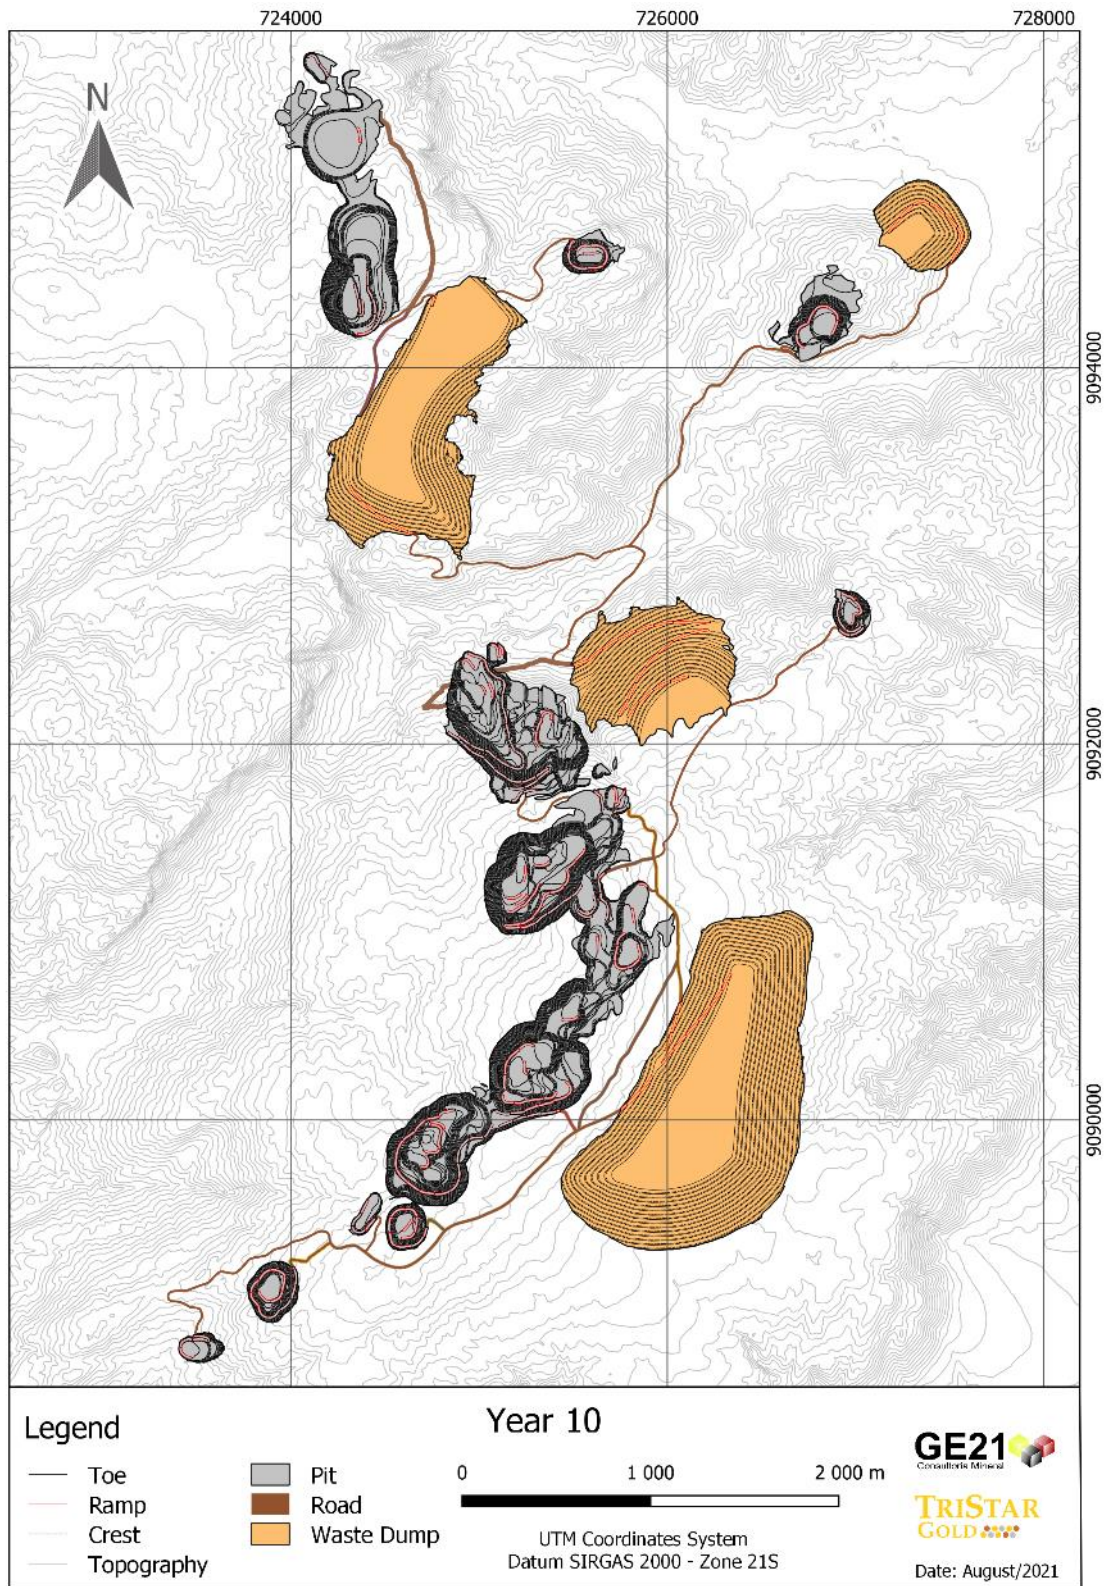 724000 726000 728000
N
9094000
9092000
9090000
Legend
Year 10
Toe
Ramp
Crest
Topography
Pit
Road
Waste Dump
0 1 000 2 000 m
UTM Coordinates System
Datum SIRGAS 2000 - Zone 21S
GE21
Consultoria Mineral
TRISTAR
GOLD
Date: August/2021